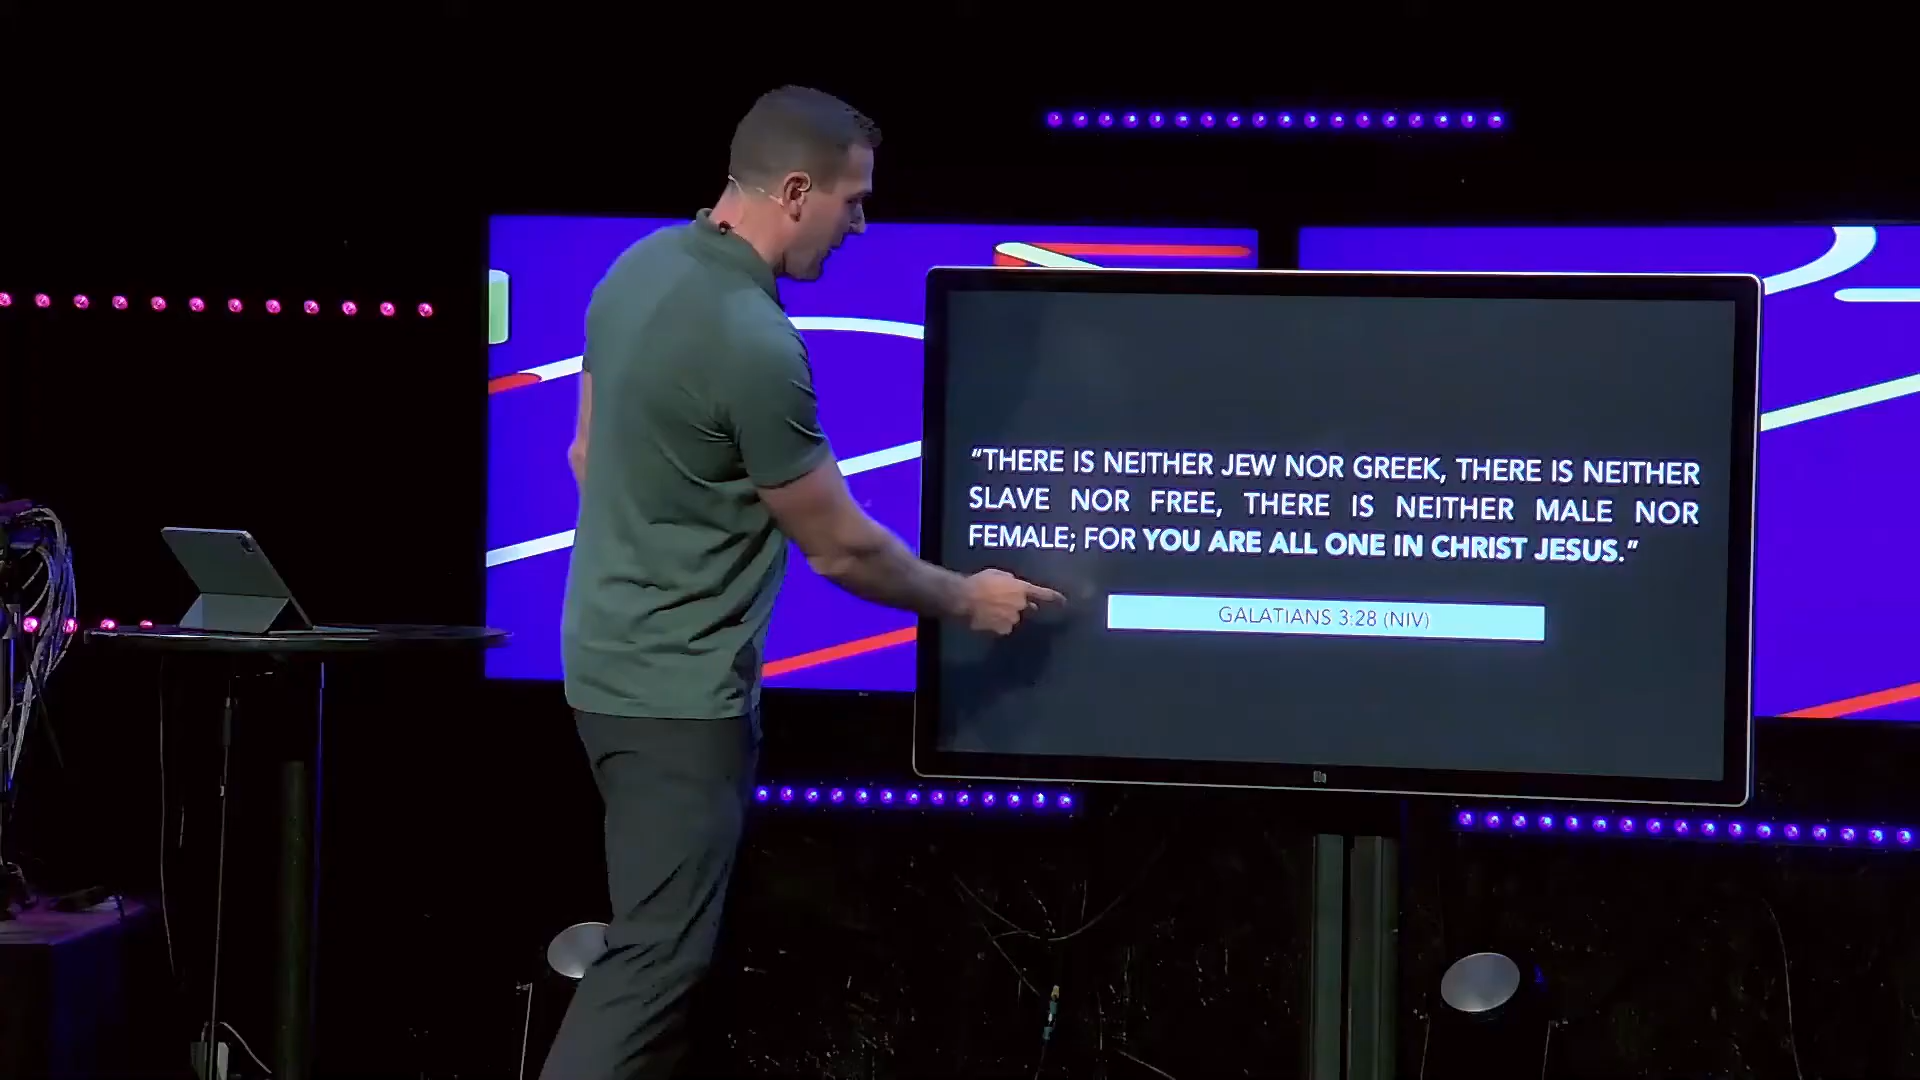 “THERE IS NEITHER JEW NOR GREEK, THERE IS NEITHER
SLAVE NOR FREE, THERE IS NEITHER MALE NOR
FEMALE; FOR YOU ARE ALL ONE IN CHRIST JESUS.”
GALATIANS 3:28 (NIV)